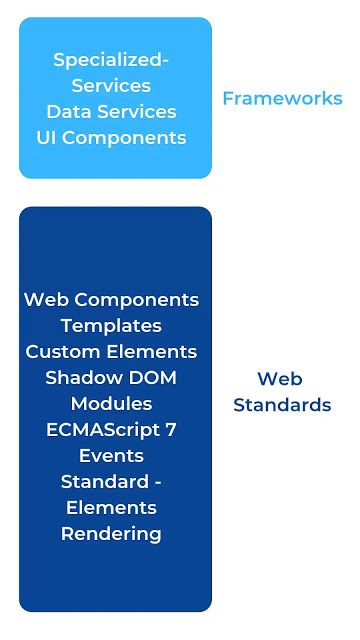 Specialized-
Services
Data Services
UI Components
Frameworks
Web Components
Templates
Custom Elements
Shadow DOM
Modules
ECMAScript 7
Events
Standard -
Elements
Rendering
Web
Standards